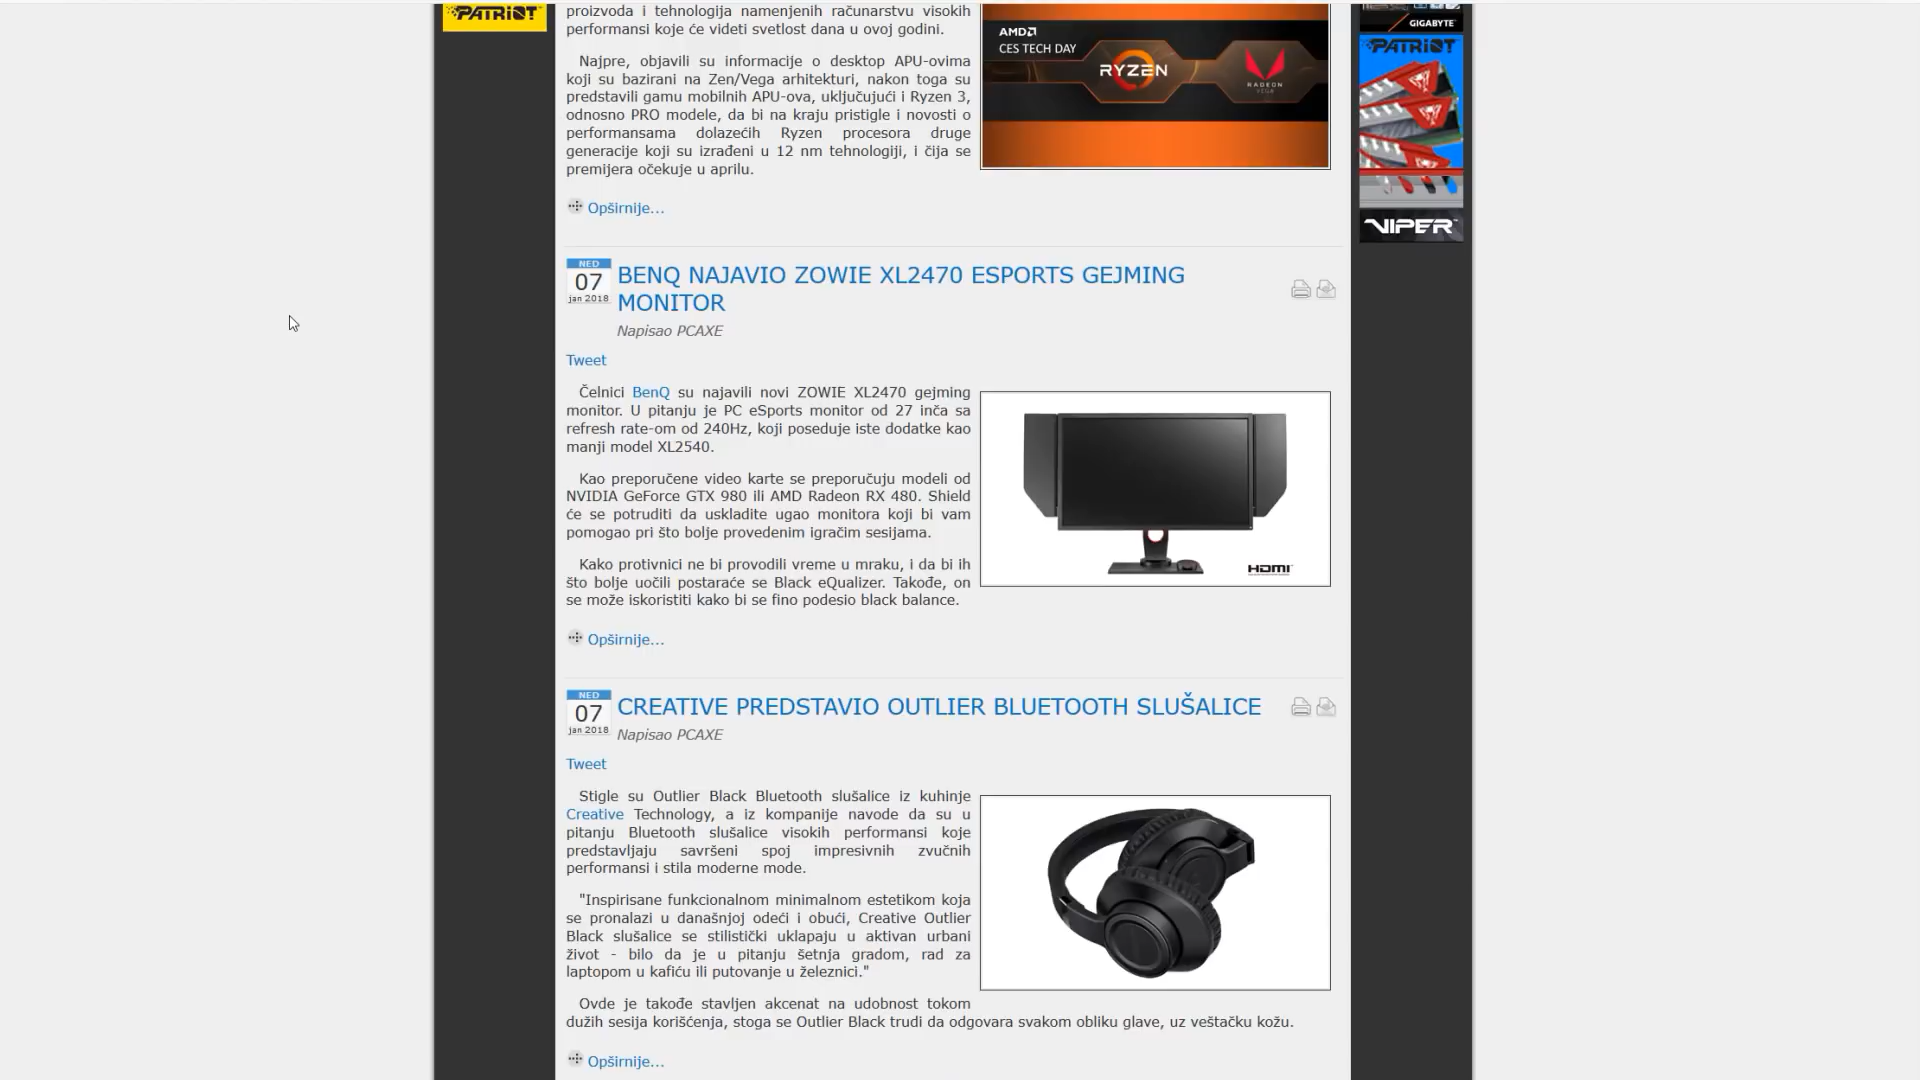 PATRIOT
proizvoda i tehnologija namenjenih računarstvu visokih
performansi koje će videti svetlost dana u ovoj godini.
Najpre, objavili su informacije o desktop APU-ovima
koji su bazirani na Zen/Vega arhitekturi, nakon toga su
predstavili gamu mobilnih APU-ova, uključujući i Ryzen 3,
odnosno PRO modele, da bi na kraju pristigle i novosti o
performansama dolazećih Ryzen procesora druge
generacije koji su izrađeni u 12 nm tehnologiji, i čija se
premijera očekuje u aprilu.
AMD
CES TECH DAY
RYZEN
RADEON
VEGA
Opširnije...
GIGABYTE
PATRIOT
VIPER
NED
07
jan 2018
BENQ NAJAVIO ZOWIE XL2470 ESPORTS GEJMING
MONITOR
Napisao PCAXE
Tweet
Čelnici BenQ su najavili novi ZOWIE XL2470 gejming
monitor. U pitanju je PC eSports monitor od 27 inča sa
refresh rate-om od 240Hz, koji poseduje iste dodatke kao
manji model XL2540.
Kao preporučene video karte se preporučuju modeli od
NVIDIA GeForce GTX 980 ili AMD Radeon RX 480. Shield
će se potruditi da uskladite ugao monitora koji bi vam
pomogao pri što bolje provedenim igračim sesijama.
Kako protivnici ne bi provodili vreme u mraku, i da bi ih
što bolje uočili postaraće se Black eQualizer. Takođe, on
se može iskoristiti kako bi se fino podesio black balance.
HDMI
Opširnije...
NED
07
jan 2018
CREATIVE PREDSTAVIO OUTLIER BLUETOOTH SLUŠALICE
Napisao PCAXE
Tweet
Stigle su Outlier Black Bluetooth slušalice iz kuhinje
Creative Technology, a iz kompanije navode da su u
pitanju Bluetooth slušalice visokih performansi koje
predstavljaju savršeni spoj impresivnih zvučnih
performansi i stila moderne mode.
"Inspirisane funkcionalnom minimalnom estetikom koja
se pronalazi u današnjoj odeći i obući, Creative Outlier
Black slušalice se stilistički uklapaju u aktivan urbani
život - bilo da je u pitanju šetnja gradom, rad za
laptopom u kafiću ili putovanje u železnici."
Ovde je takođe stavljen akcenat na udobnost tokom
dužih sesija korišćenja, stoga se Outlier Black trudi da odgovara svakom obliku glave, uz veštačku kožu.
Opširnije...